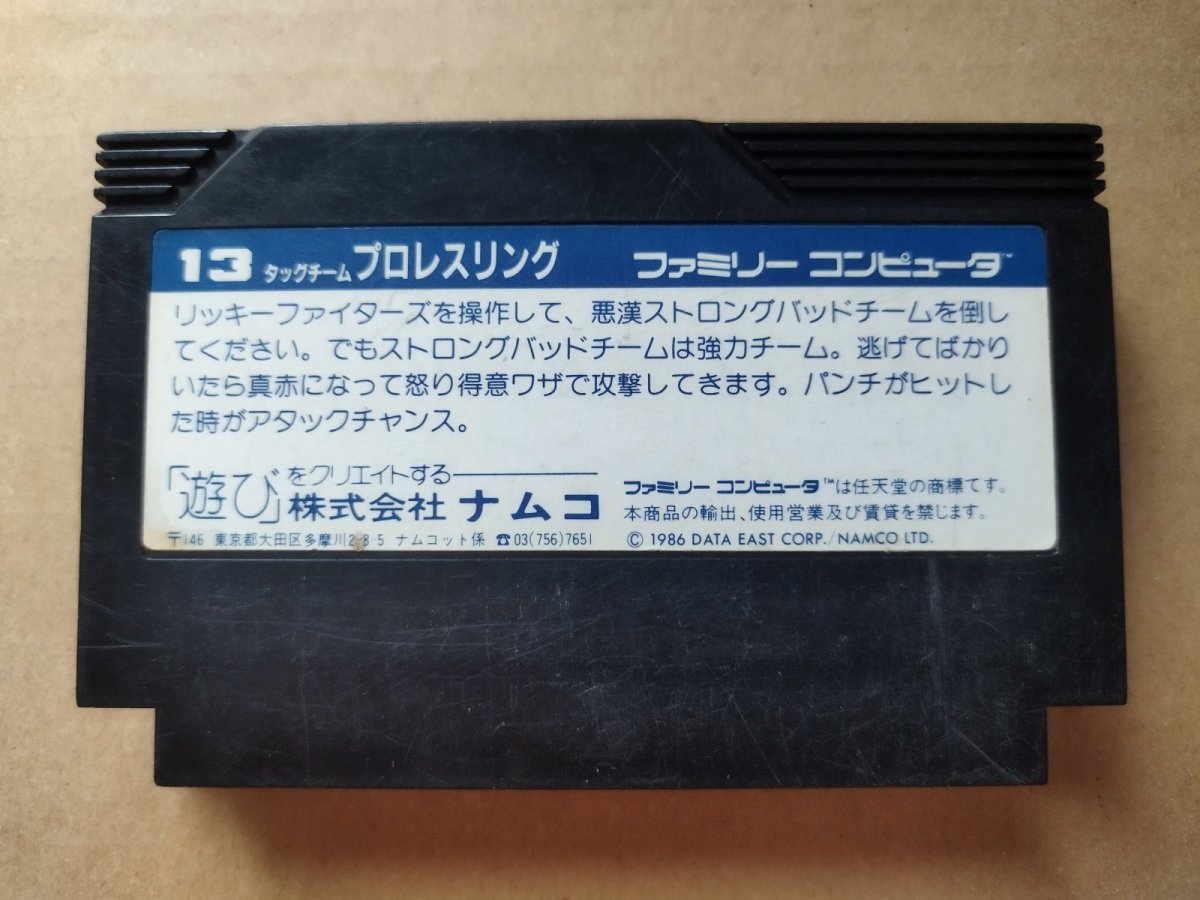 13 タッグチーム プロレスリング ファミリー コンピュータ™
リッキーファイターズを操作して、悪漢ストロングバッドチームを倒し
てください。でもストロングバッドチームは強力チーム。逃げてばかり
いたら真赤になって怒り得意ワザで攻撃してきます。パンチがヒットし
た時がアタックチャンス。
「遊び」をクリエイトする
株式会社 ナムコ
〒146 東京都大田区多摩川2-8-5 ナムコット係 ☎03(756)7651
ファミリー コンピュータ™は任天堂の商標です。
本商品の輸出、使用営業及び賃貸を禁じます。
© 1986 DATA EAST CORP./NAMCO LTD.